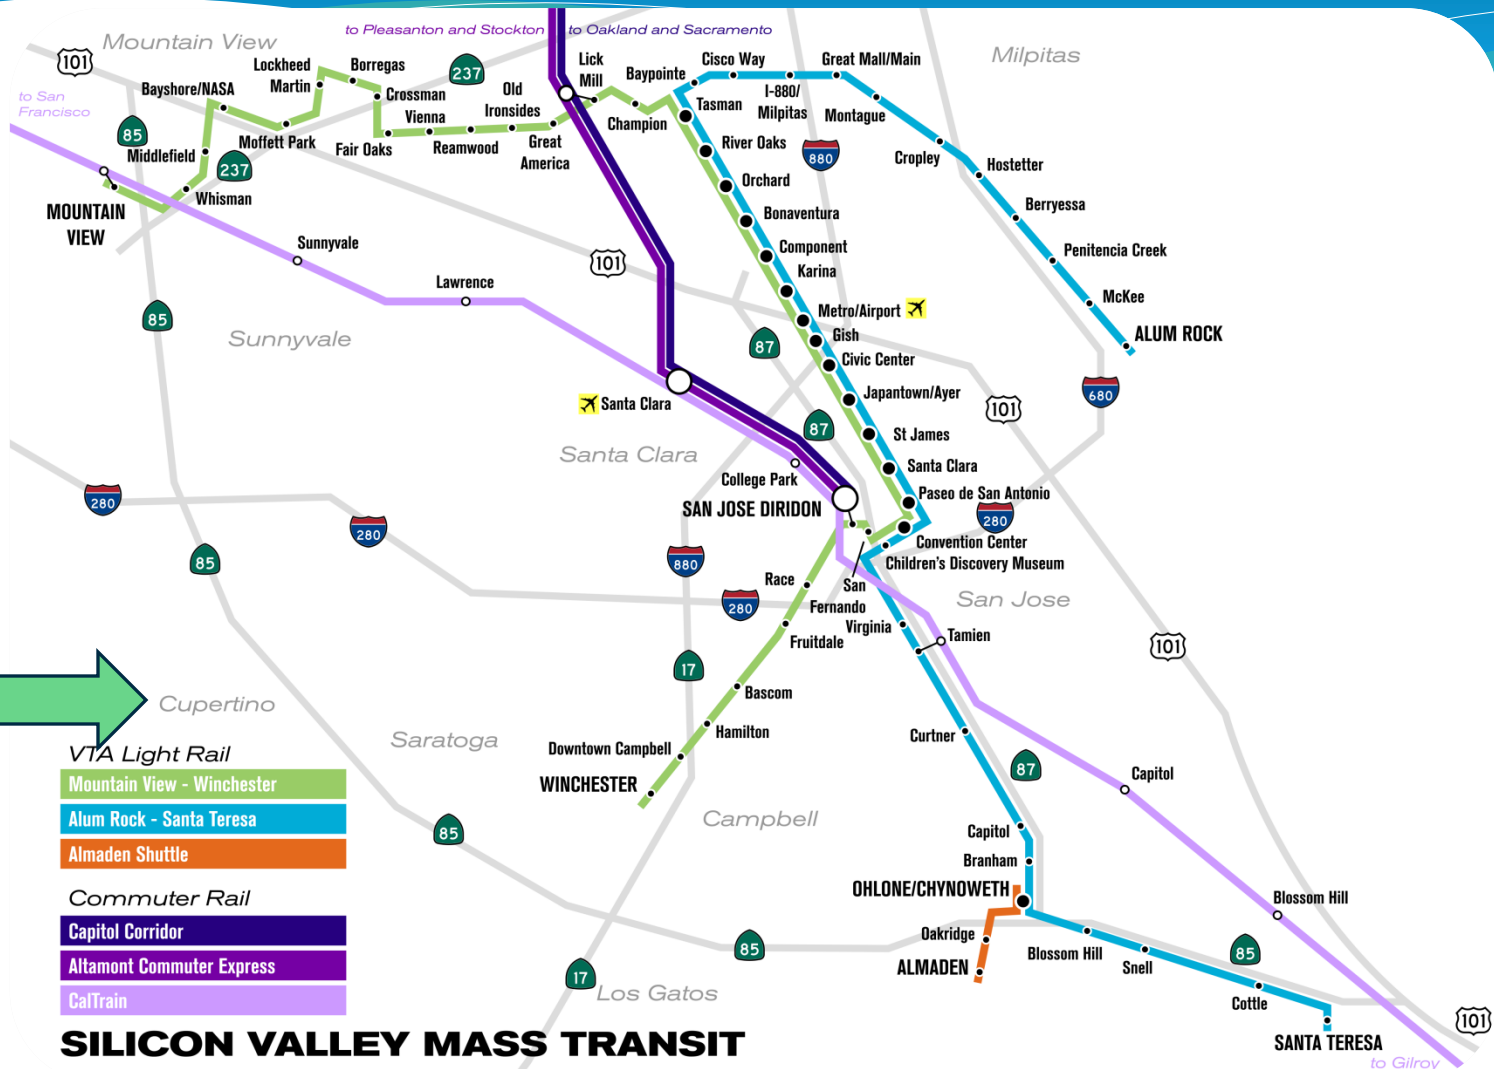 to Pleasanton and Stockton
to Oakland and Sacramento
Mountain View
Milpitas
101
237
Lick
Mill
Cisco Way
Great Mall/Main
Lockheed
Martin
Borregas
Baypointe
Bayshore/NASA
Crossman
Old
Ironsides
I-880/
Milpitas
to San
Francisco
Vienna
Tasman
Montague
85
Moffett Park
Fair Oaks
Reamwood
Great
America
Champion
River Oaks
880
Cropley
Middlefield
237
Hostetter
Whisman
Orchard
MOUNTAIN
VIEW
Bonaventura
Berryessa
Sunnyvale
Component
Penitencia Creek
101
Karina
Lawrence
McKee
85
Metro/Airport
Sunnyvale
Gish
ALUM ROCK
87
Civic Center
Santa Clara
Japantown/Ayer
680
101
87
St James
Santa Clara
Santa Clara
College Park
Paseo de San Antonio
280
SAN JOSE DIRIDON
280
280
Convention Center
85
880
Children's Discovery Museum
Race
San
Fernando
280
San Jose
Virginia
Fruitdale
Tamien
101
17
Bascom
Cupertino
Hamilton
Curtner
Saratoga
Downtown Campbell
WINCHESTER
87
Capitol
Campbell
85
Capitol
Branham
OHLONE/CHYNOWETH
Blossom Hill
Oakridge
85
Blossom Hill
85
ALMADEN
Snell
17
Los Gatos
Cottle
101
SANTA TERESA
to Gilroy
VTA Light Rail
Mountain View - Winchester
Alum Rock - Santa Teresa
Almaden Shuttle
Commuter Rail
Capitol Corridor
Altamont Commuter Express
CalTrain
SILICON VALLEY MASS TRANSIT